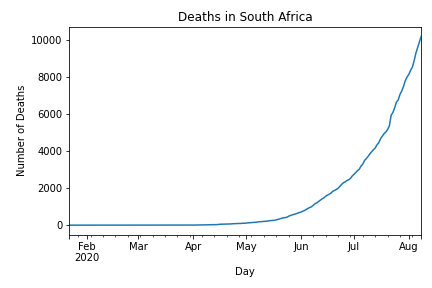 Deaths in South Africa
Number of Deaths
10000
8000
6000
4000
2000
0
Feb Mar Apr May Jun Jul Aug
2020
Day